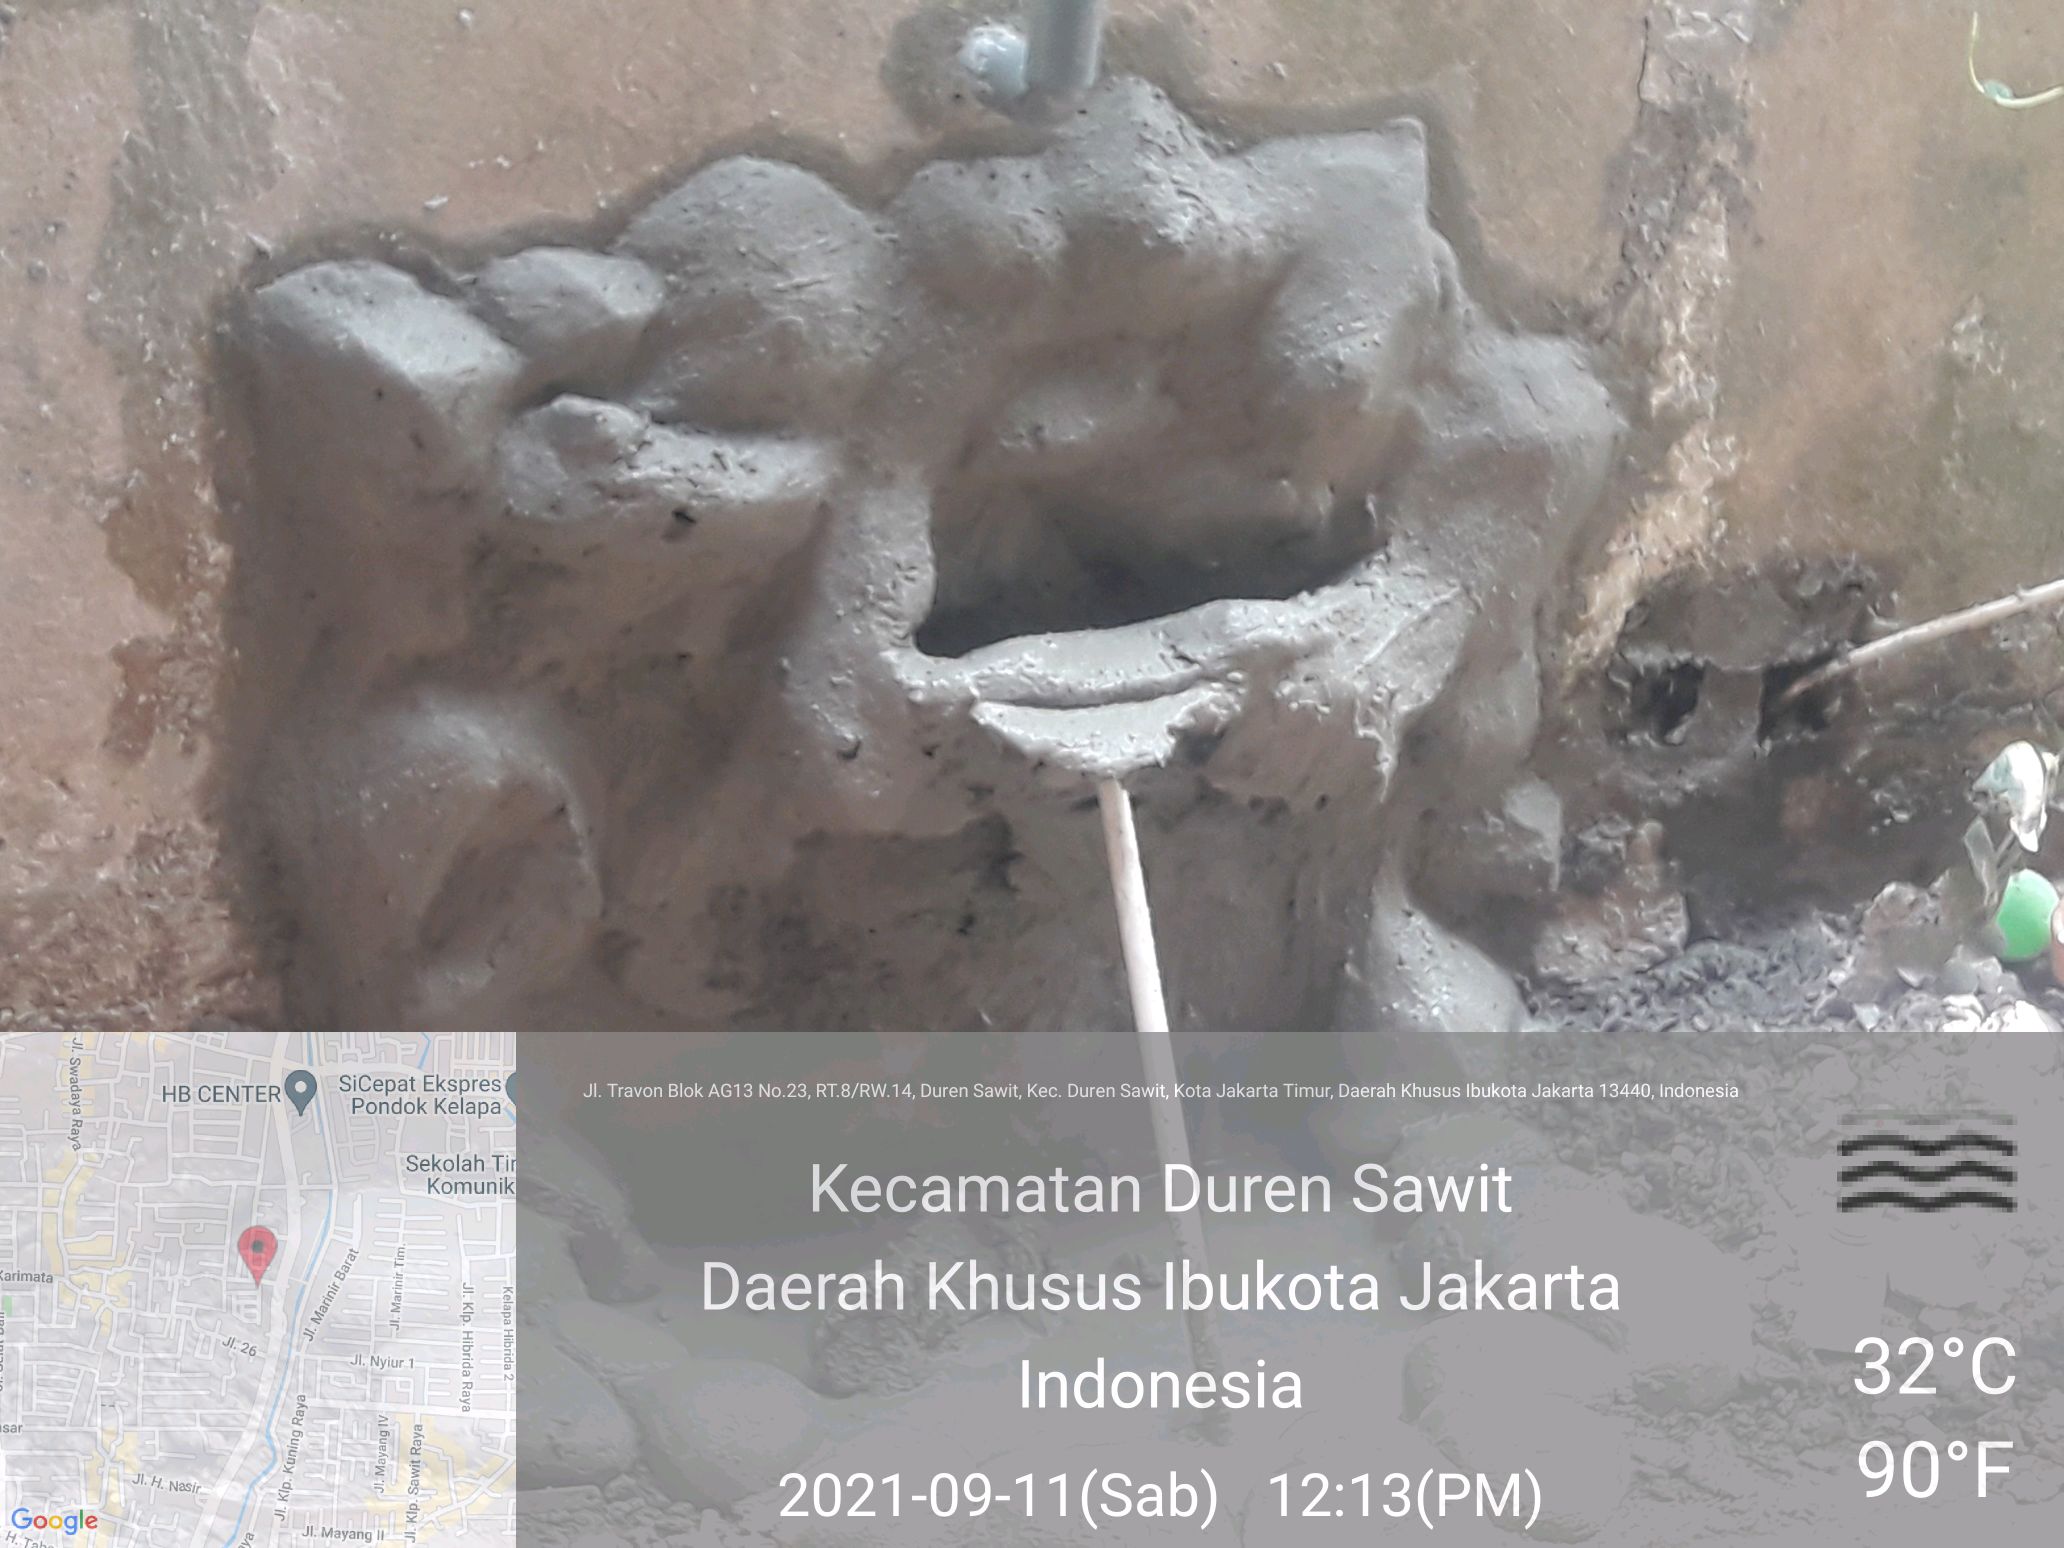 Jl. Travon Blok AG13 No.23, RT.8/RW.14, Duren Sawit, Kec. Duren Sawit, Kota Jakarta Timur, Daerah Khusus Ibukota Jakarta 13440, Indonesia
Kecamatan Duren Sawit
Daerah Khusus Ibukota Jakarta
Indonesia
2021-09-11(Sab) 12:13(PM)
32°C
90°F
HB CENTER
SiCepat Ekspres
Pondok Kelapa
Jl. Swadaya Raya
Sekolah
Komunik
Karimata
Jl. Marinir Barat
Jl. Marinir Tim.
Jl. Klp. Hibrida Raya
Kelapa Hibrida 2
Jl. 26
Jl. Nyiur 1
Jl. Klp. Kuning Raya
Jl. Mayang IV
Jl. Klp. Sawit Raya
Jl. H. Nasir
Jl. Mayang II
Google